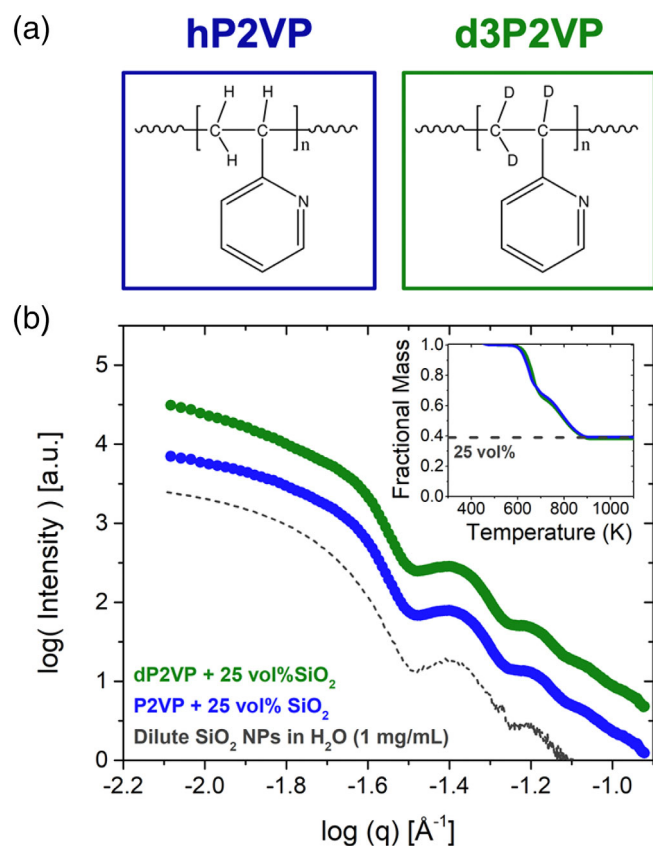 (a)
hP2VP
d3P2VP
H H
C C
n
H
N
D D
C C
n
D
N
(b)
5
4
3
2
1
0
log( Intensity ) [a.u.]
-2.2 -2.0 -1.8 -1.6 -1.4 -1.2 -1.0
log (q) [Å⁻¹]
dP2VP + 25 vol%SiO₂
P2VP + 25 vol% SiO₂
Dilute SiO₂ NPs in H₂O (1 mg/mL)
1.0
0.8
0.6
0.4
0.2
0.0
Fractional Mass
25 vol%
400 600 800 1000
Temperature (K)